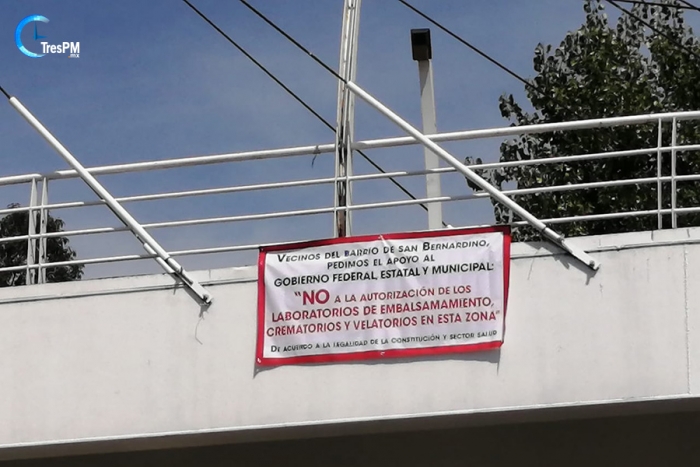 TresPM
.mx
VECINOS DEL BARRIO DE SAN BERNARDINO,
PEDIMOS EL APOYO AL
GOBIERNO FEDERAL, ESTATAL Y MUNICIPAL:
"NO A LA AUTORIZACIÓN DE LOS
LABORATORIOS DE EMBALSAMAMIENTO,
CREMATORIOS Y VELATORIOS EN ESTA ZONA"
DE ACUERDO A LA LEGALIDAD DE LA CONSTITUCIÓN Y SECTOR SALUD